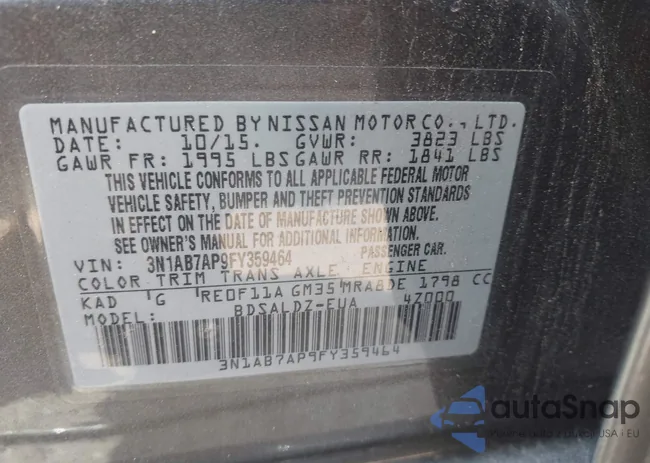 MANUFACTURED BY NISSAN MOTOR CO., LTD.
DATE: 10/15. GVWR: 3823 LBS
GAWR FR: 1995 LBS GAWR RR: 1841 LBS
THIS VEHICLE CONFORMS TO ALL APPLICABLE FEDERAL MOTOR
VEHICLE SAFETY, BUMPER AND THEFT PREVENTION STANDARDS
IN EFFECT ON THE DATE OF MANUFACTURE SHOWN ABOVE.
SEE OWNER'S MANUAL FOR ADDITIONAL INFORMATION.
VIN: 3N1AB7AP9FY359464 PASSENGER CAR.
COLOR TRIM TRANS AXLE ENGINE
KAD G RE0F11A GM35 MRA8DE 1798 CC
MODEL: BDSALDZ-EUA 4Z000
3N1AB7AP9FY359464
autoSnap
USA - EU